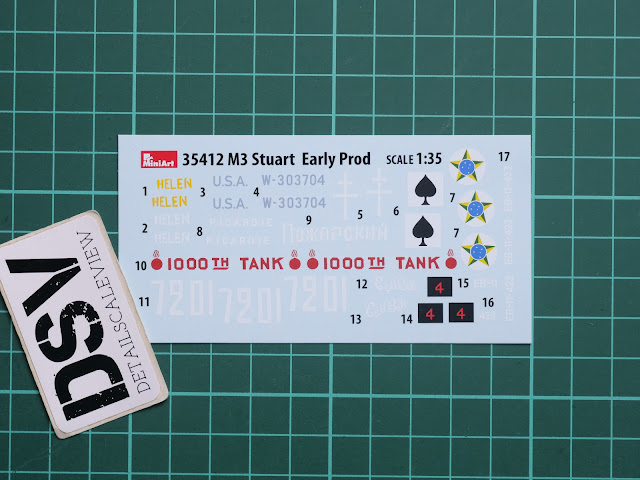 MiniArt 35412 M3 Stuart Early Prod SCALE 1:35 17
1 HELEN 3 U.S.A. 4 W-303704
HELEN U.S.A. W-303704
5 6 7
2 HELEN 8 9 Пожарский 7
HELEN
10 1000TH TANK 1000TH TANK
11 7201 7201 7201 12 4 15
13 14 4 4 16
DSV
DETAILSCALEVIEW